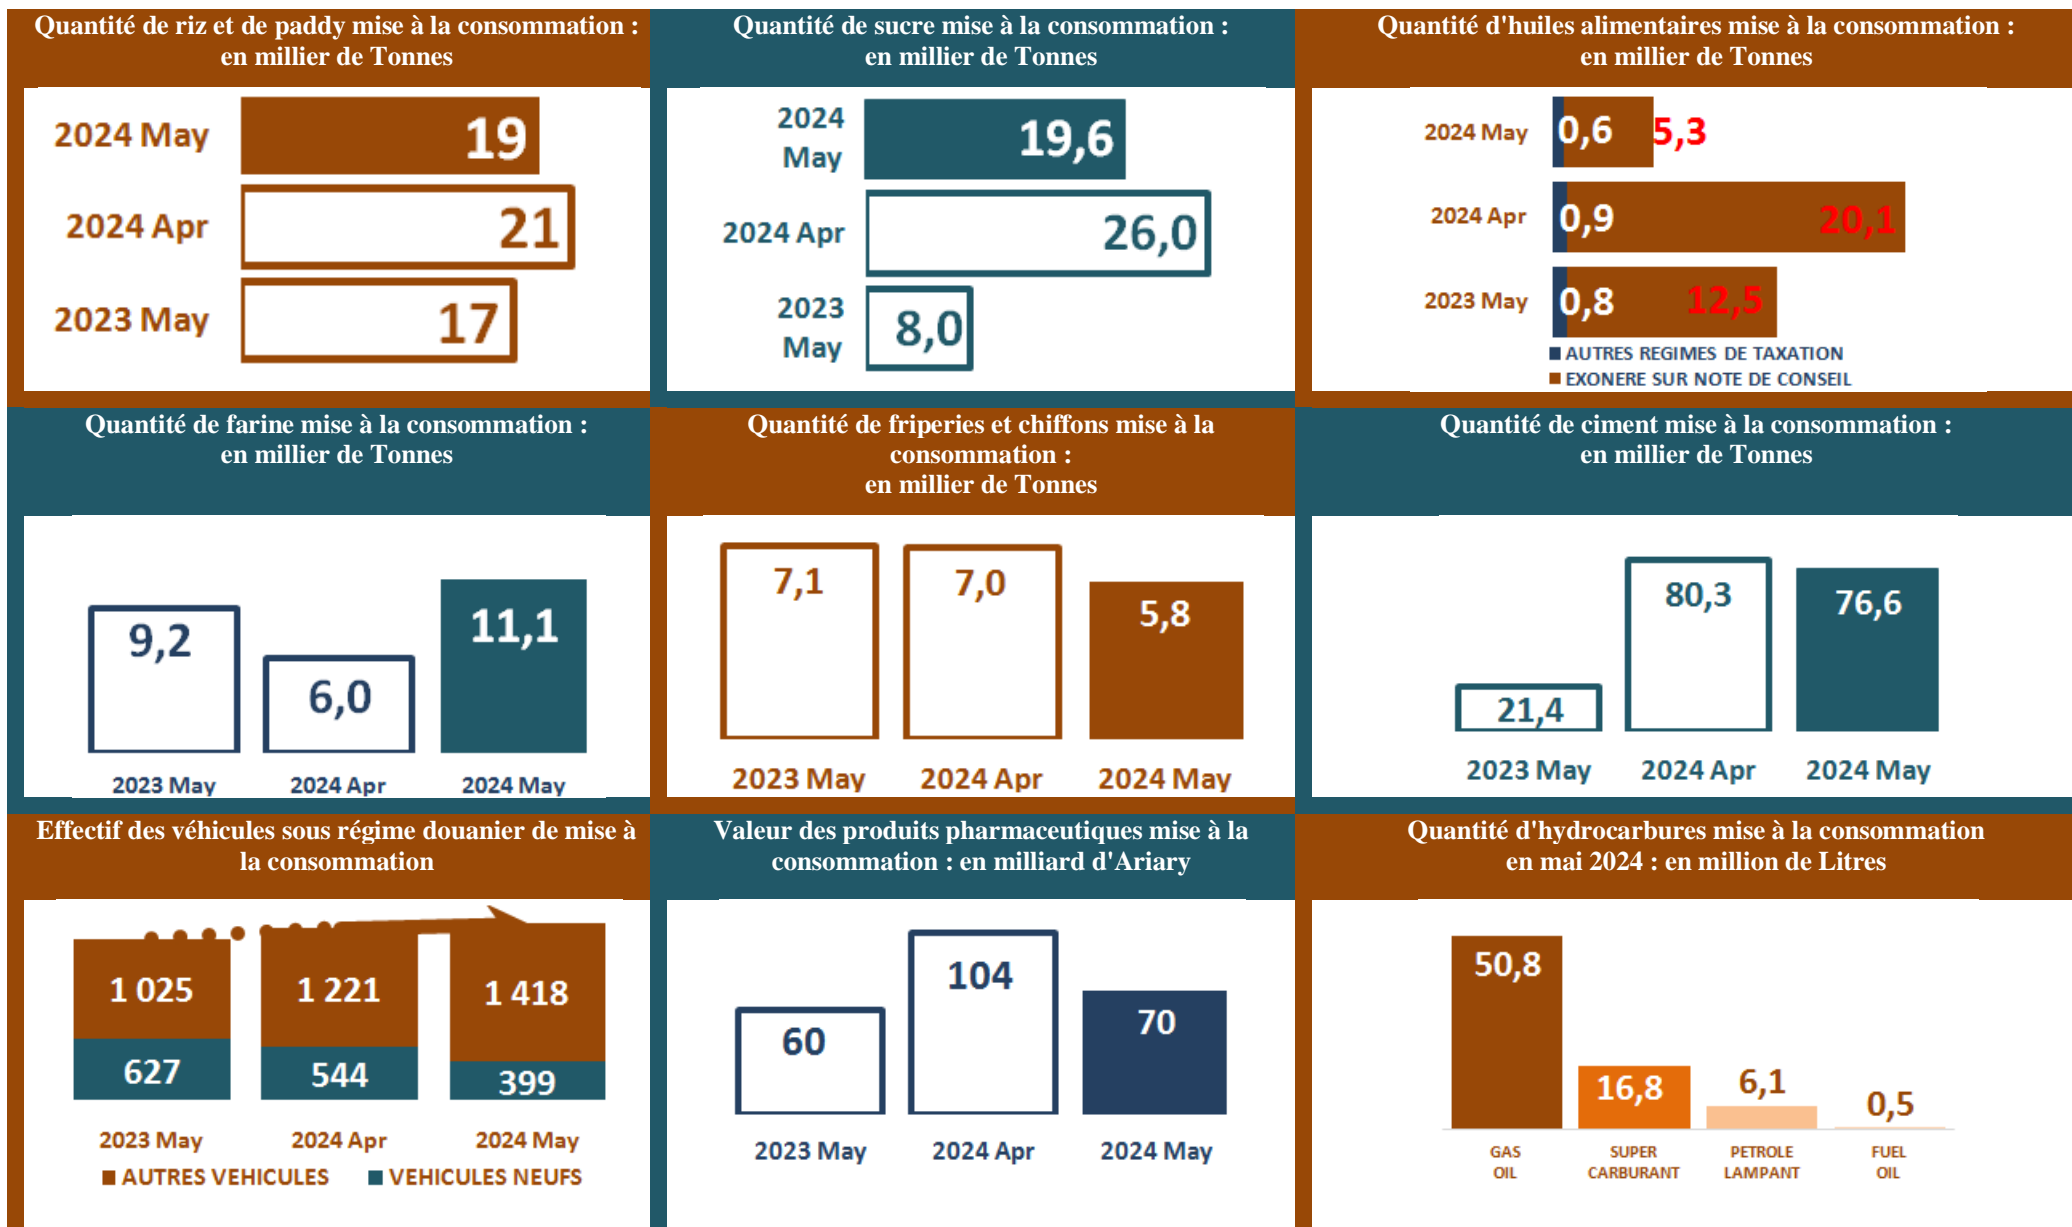 Quantité de riz et de paddy mise à la consommation :
en millier de Tonnes
2024 May
19
2024 Apr
21
2023 May
17
Quantité de sucre mise à la consommation :
en millier de Tonnes
2024
May
19,6
2024 Apr
26,0
2023
May
8,0
Quantité d'huiles alimentaires mise à la consommation :
en millier de Tonnes
2024 May
0,6
5,3
2024 Apr
0,9
20,1
2023 May
0,8
12,5
AUTRES REGIMES DE TAXATION
EXONERE SUR NOTE DE CONSEIL
Quantité de farine mise à la consommation :
en millier de Tonnes
9,2
6,0
11,1
2023 May
2024 Apr
2024 May
Quantité de friperies et chiffons mise à la
consommation :
en millier de Tonnes
7,1
7,0
5,8
2023 May
2024 Apr
2024 May
Quantité de ciment mise à la consommation :
en millier de Tonnes
21,4
80,3
76,6
2023 May
2024 Apr
2024 May
Effectif des véhicules sous régime douanier de mise à
la consommation
1 025
1 221
1 418
627
544
399
2023 May
2024 Apr
2024 May
AUTRES VEHICULES
VEHICULES NEUFS
Valeur des produits pharmaceutiques mise à la
consommation : en milliard d'Ariary
60
104
70
2023 May
2024 Apr
2024 May
Quantité d'hydrocarbures mise à la consommation
en mai 2024 : en million de Litres
50,8
16,8
6,1
0,5
GAS
OIL
SUPER
CARBURANT
PETROLE
LAMPANT
FUEL
OIL